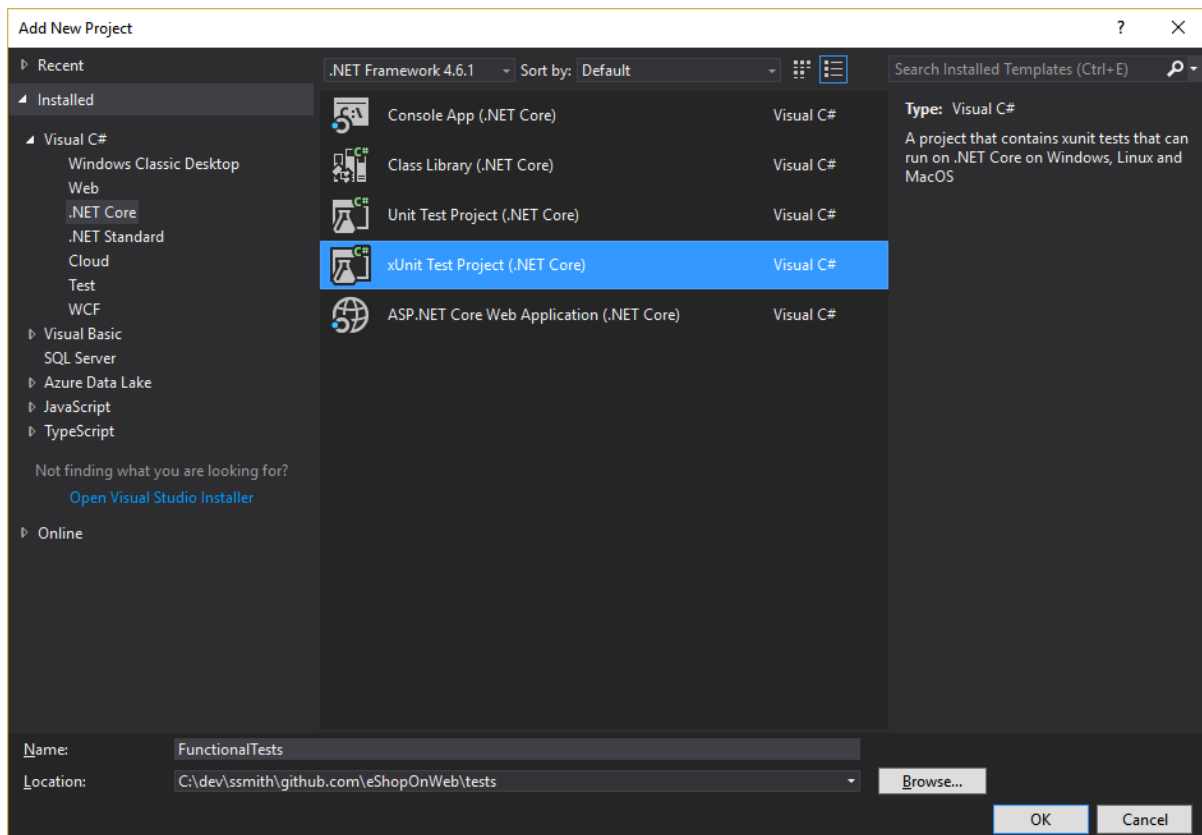 Add New Project
?
Recent
Installed
Visual C#
Windows Classic Desktop
Web
.NET Core
.NET Standard
Cloud
Test
WCF
Visual Basic
SQL Server
Azure Data Lake
JavaScript
TypeScript
Not finding what you are looking for?
Open Visual Studio Installer
Online
.NET Framework 4.6.1 Sort by: Default
C:\ Console App (.NET Core) Visual C#
C# Class Library (.NET Core) Visual C#
C# Unit Test Project (.NET Core) Visual C#
C# xUnit Test Project (.NET Core) Visual C#
ASP.NET Core Web Application (.NET Core) Visual C#
Search Installed Templates (Ctrl+E)
Type: Visual C#
A project that contains xunit tests that can
run on .NET Core on Windows, Linux and
MacOS
Name: FunctionalTests
Location: C:\dev\ssmith\github.com\eShopOnWeb\tests
Browse...
OK Cancel